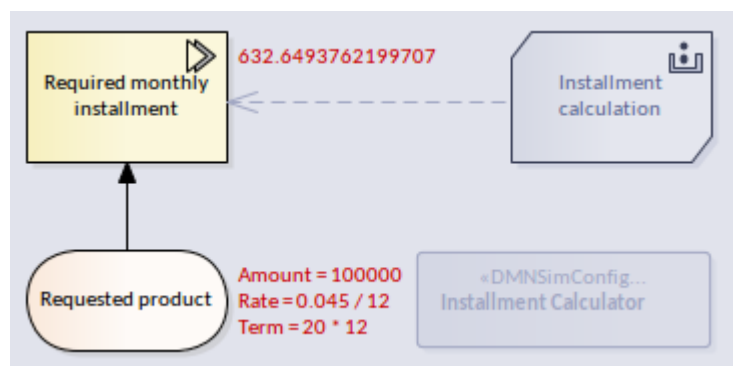 Required monthly
installment
632.6493762199707
Installment
calculation
Requested product
Amount = 100000
Rate = 0.045 / 12
Term = 20 * 12
«DMNSimConfig...
Installment Calculator